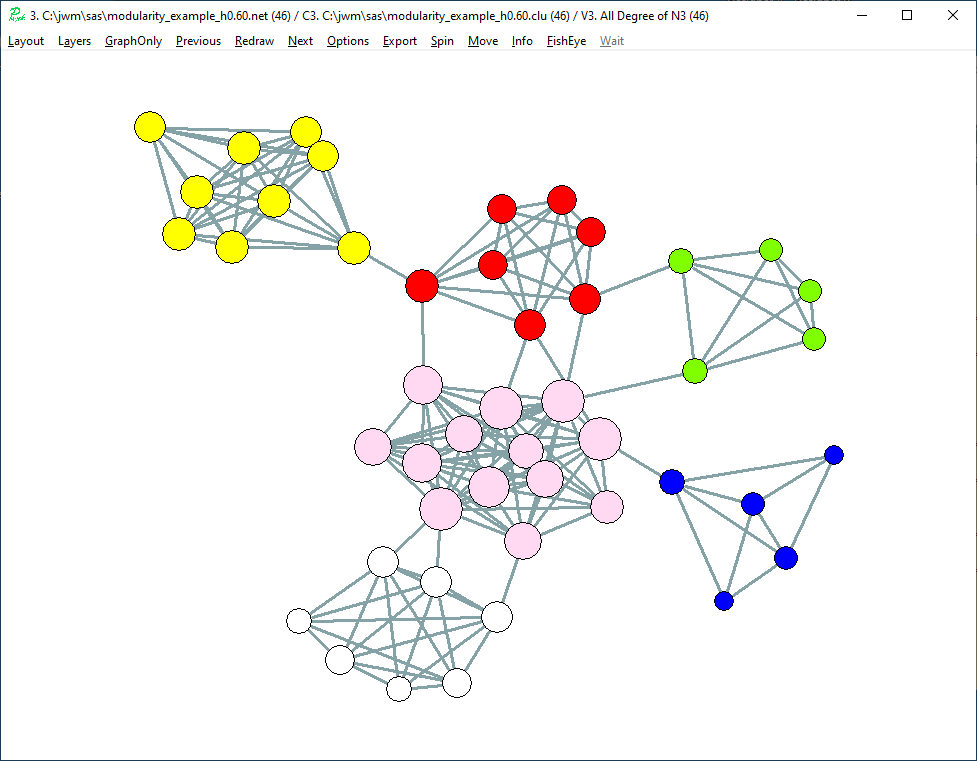 3. C:\jwm\sas\modularity_example_h0.60.net (46) / C3. C:\jwm\sas\modularity_example_h0.60.clu (46) / V3. All Degree of N3 (46)
Layout Layers GraphOnly Previous Redraw Next Options Export Spin Move Info FishEye Wait